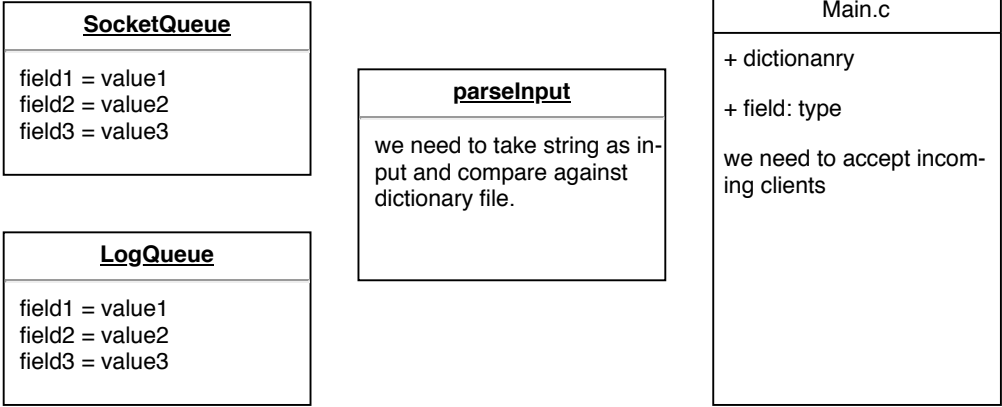 SocketQueue
field1 = value1
field2 = value2
field3 = value3
LogQueue
field1 = value1
field2 = value2
field3 = value3
parseInput
we need to take string as in-
put and compare against
dictionary file.
Main.c
+ dictionanry
+ field: type
we need to accept incom-
ing clients